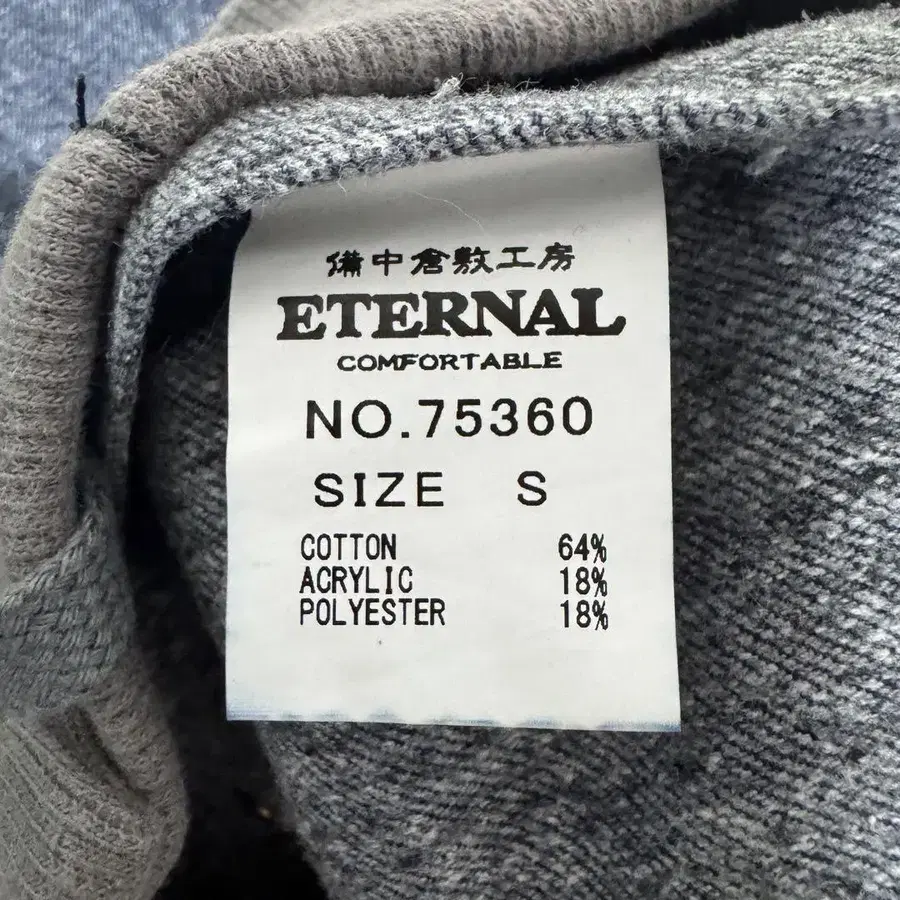 備中倉敷工房
ETERNAL
COMFORTABLE
NO.75360
SIZE S
COTTON 64%
ACRYLIC 18%
POLYESTER 18%